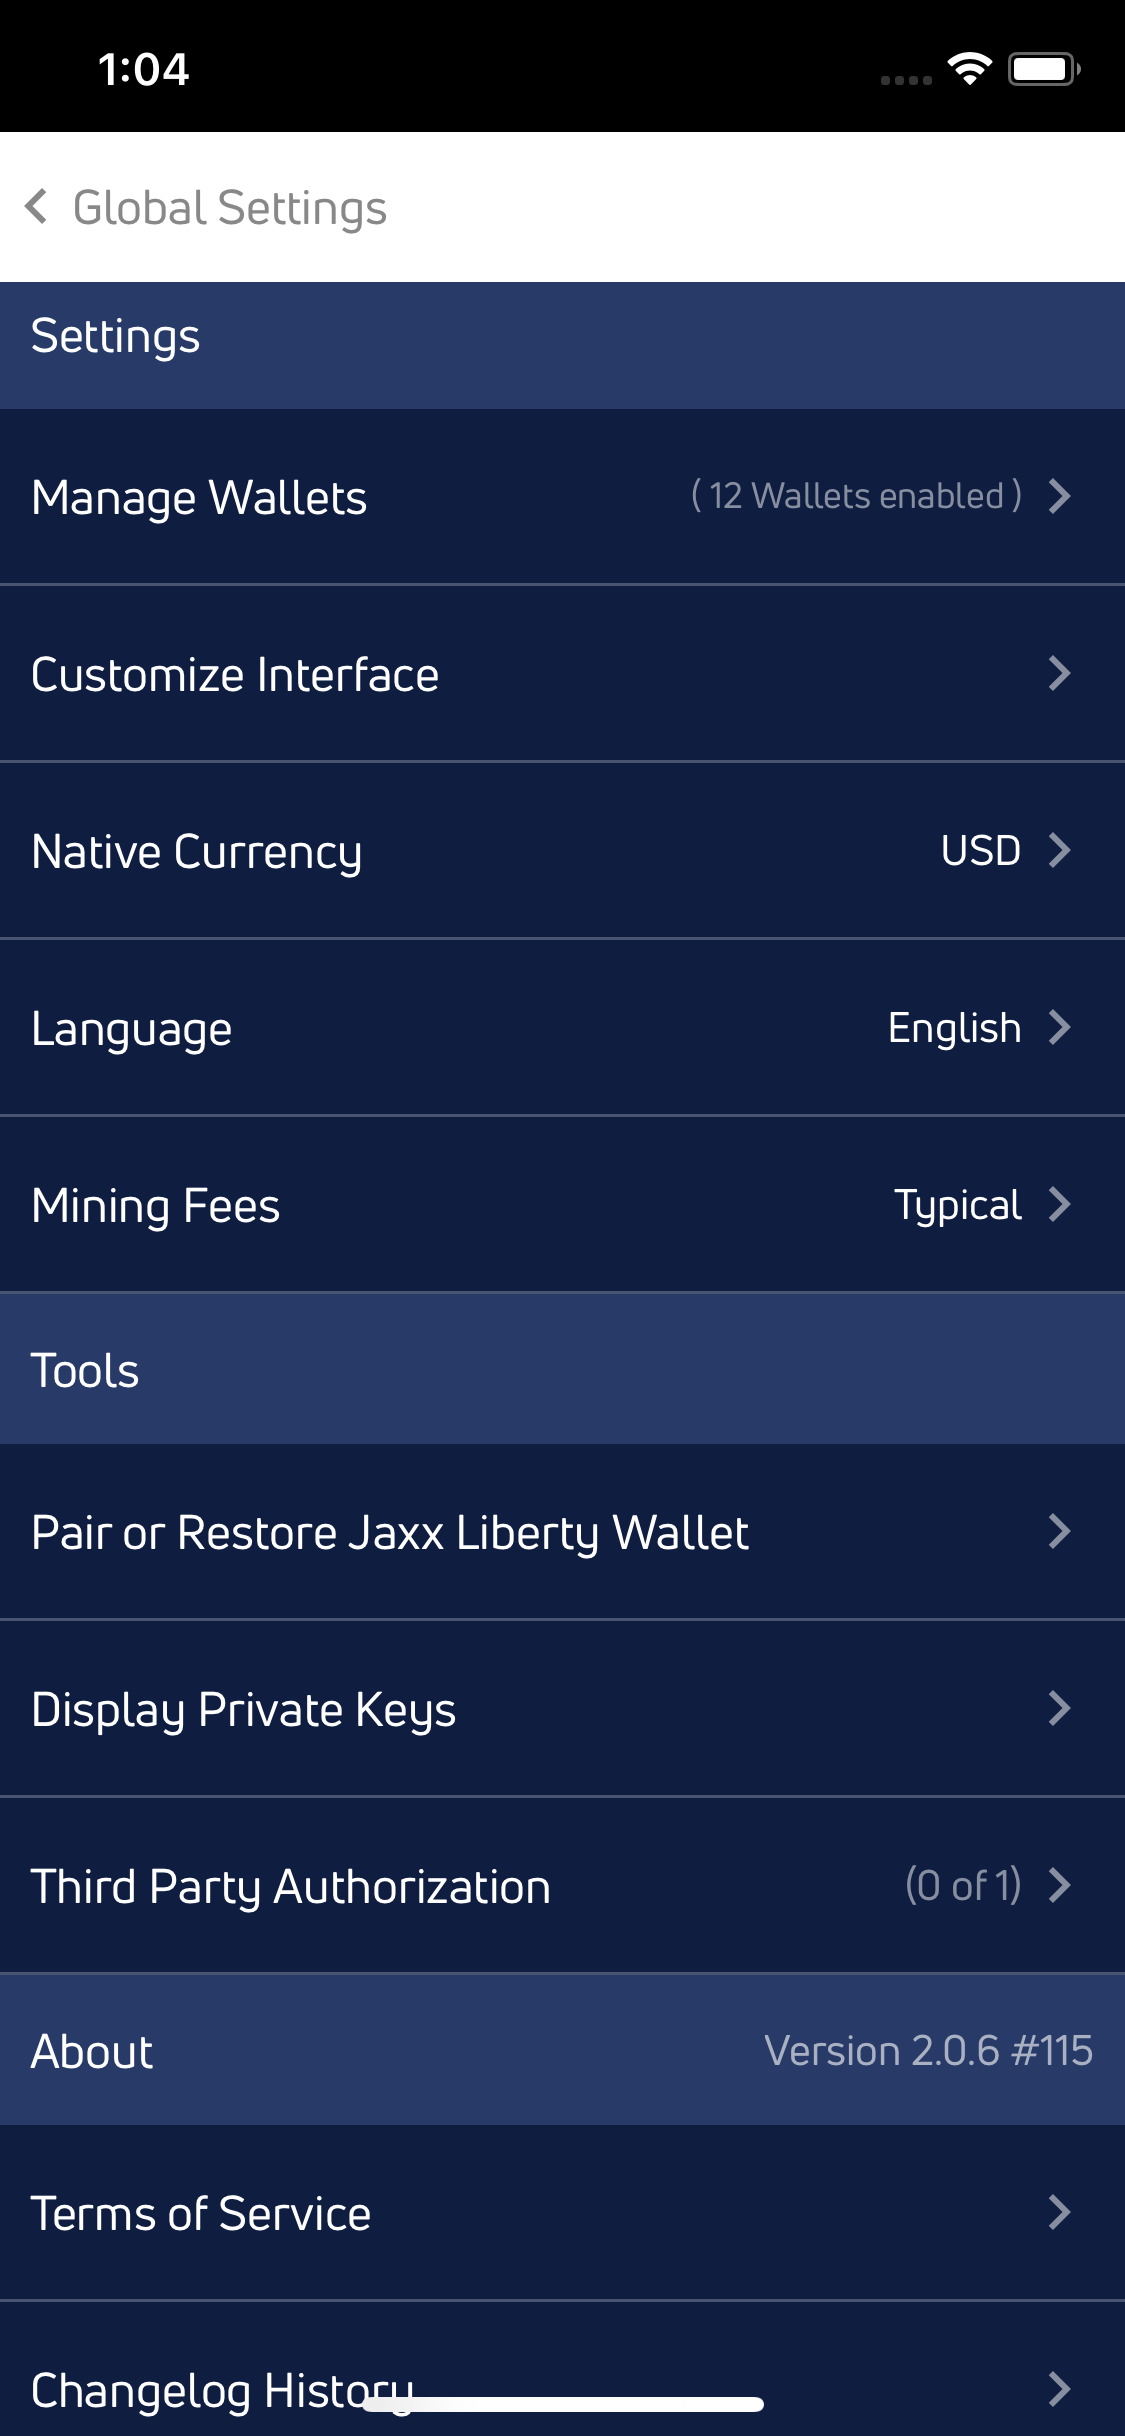 1:04
Global Settings
Settings
Manage Wallets ( 12 Wallets enabled )
Customize Interface
Native Currency USD
Language English
Mining Fees Typical
Tools
Pair or Restore Jaxx Liberty Wallet
Display Private Keys
Third Party Authorization (0 of 1)
About Version 2.0.6 #115
Terms of Service
Changelog History